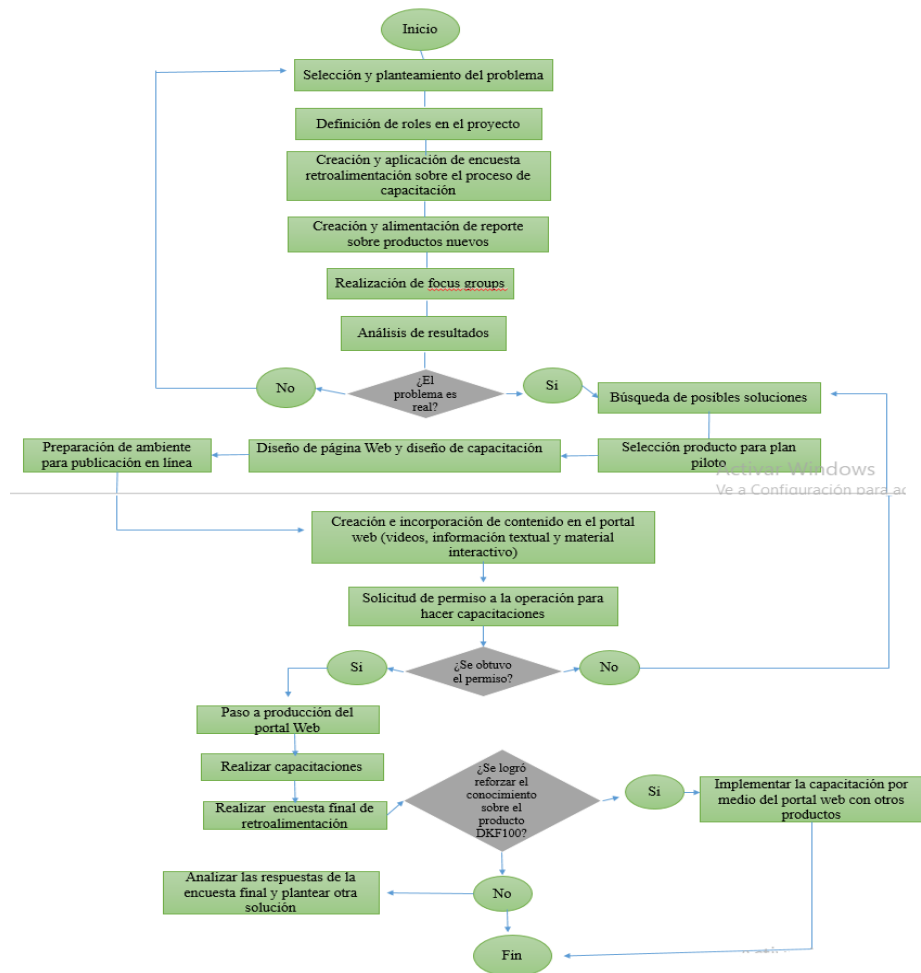 Inicio
Selección y planteamiento del problema
Definición de roles en el proyecto
Creación y aplicación de encuesta
retroalimentación sobre el proceso de
capacitación
Creación y alimentación de reporte
sobre productos nuevos
Realización de focus groups
Análisis de resultados
¿El
problema es
real?
No
Si
Búsqueda de posibles soluciones
Selección producto para plan
piloto
Diseño de página Web y diseño de capacitación
Preparación de ambiente
para publicación en línea
Activar Windows
Ve a Configuración para ac
Creación e incorporación de contenido en el portal
web (videos, información textual y material
interactivo)
Solicitud de permiso a la operación para
hacer capacitaciones
¿Se obtuvo
el permiso?
Si
No
Paso a producción del
portal Web
Realizar capacitaciones
Realizar encuesta final de
retroalimentación
¿Se logró
reforzar el
conocimiento
sobre el
producto
DKF100?
Si
Implementar la capacitación por
medio del portal web con otros
productos
No
Analizar las respuestas de la
encuesta final y plantear otra
solución
Fin